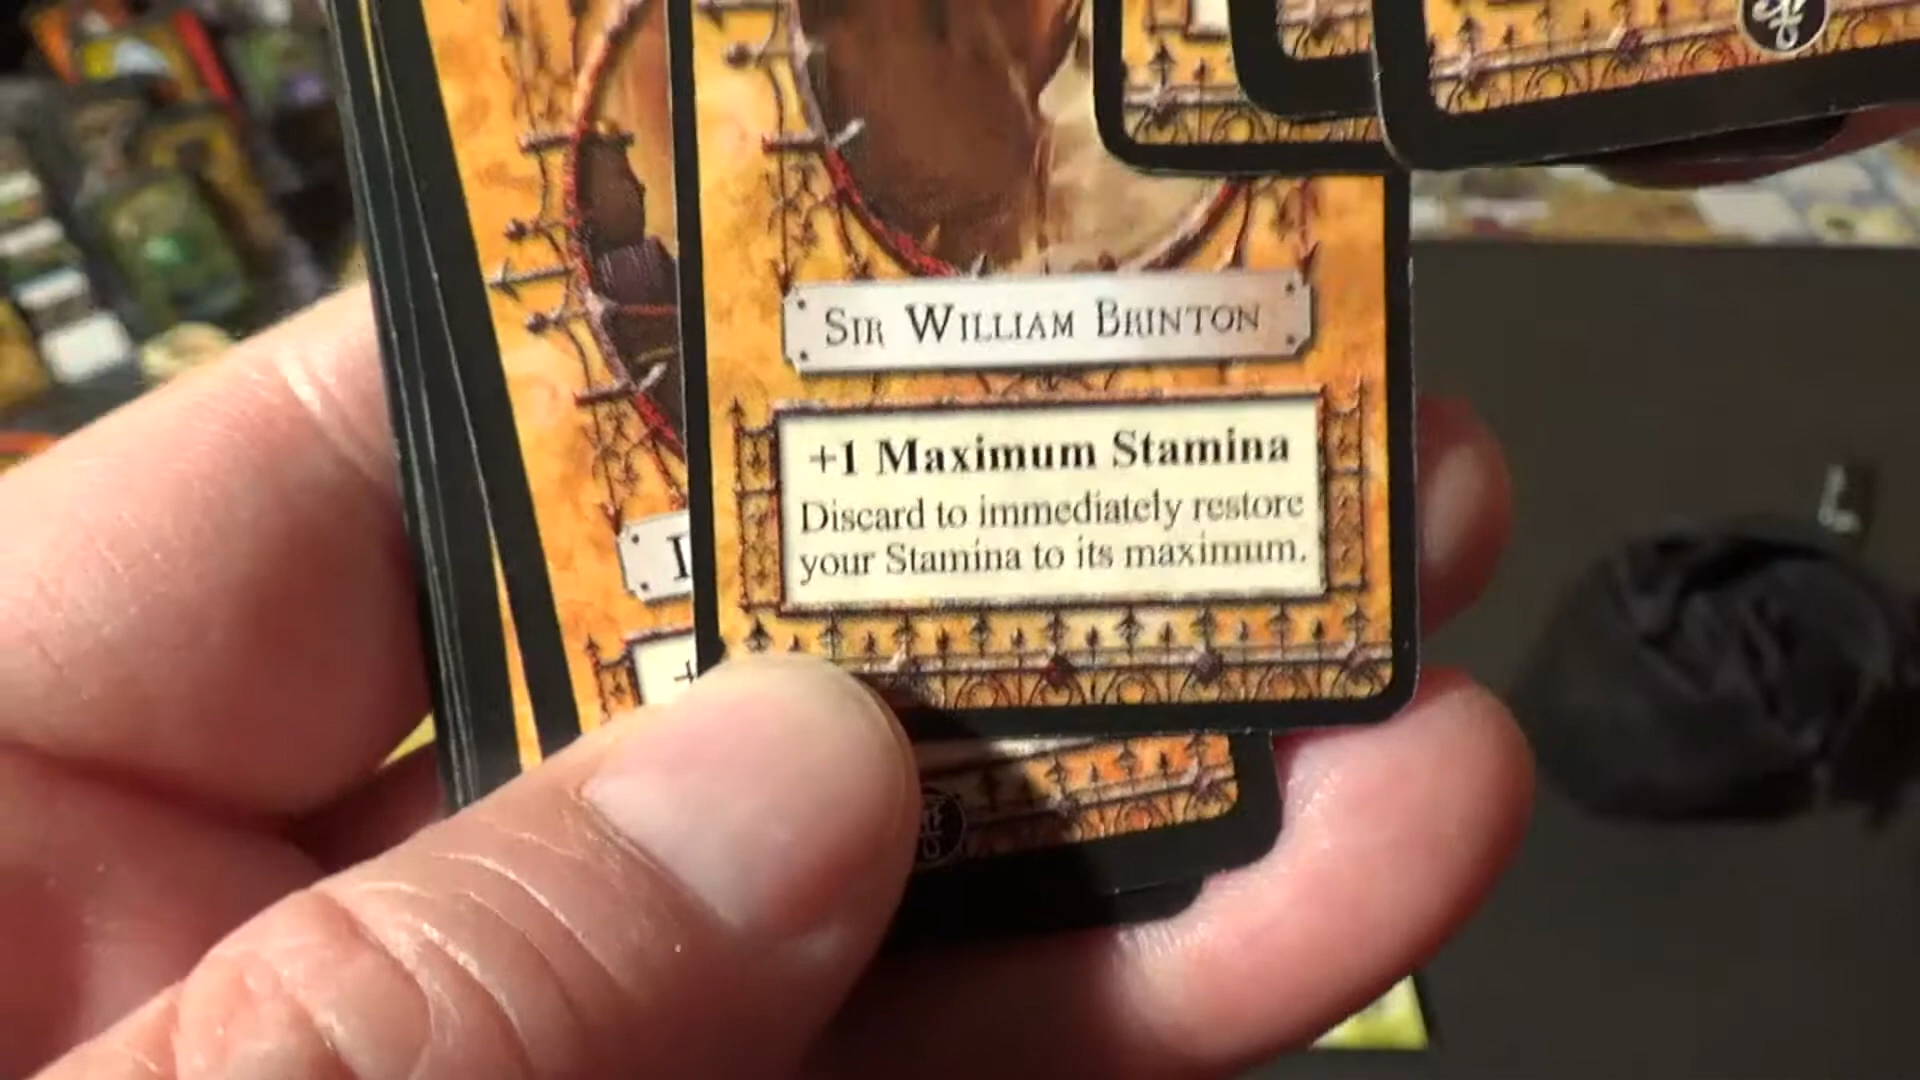 Sir William Brinton
+1 Maximum Stamina
Discard to immediately restore
your Stamina to its maximum.